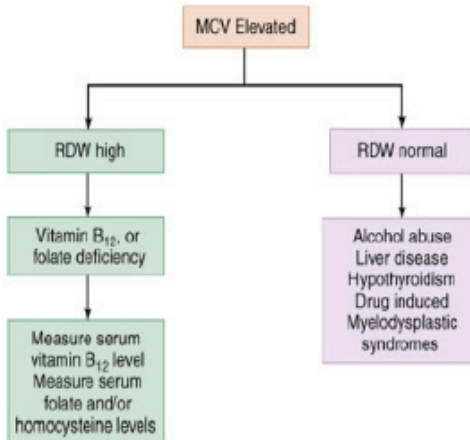 MCV Elevated
RDW high
RDW normal
Vitamin B₁₂, or
folate deficiency
Alcohol abuse
Liver disease
Hypothyroidism
Drug induced
Myelodysplastic
syndromes
Measure serum
vitamin B₁₂ level
Measure serum
folate and/or
homocysteine levels